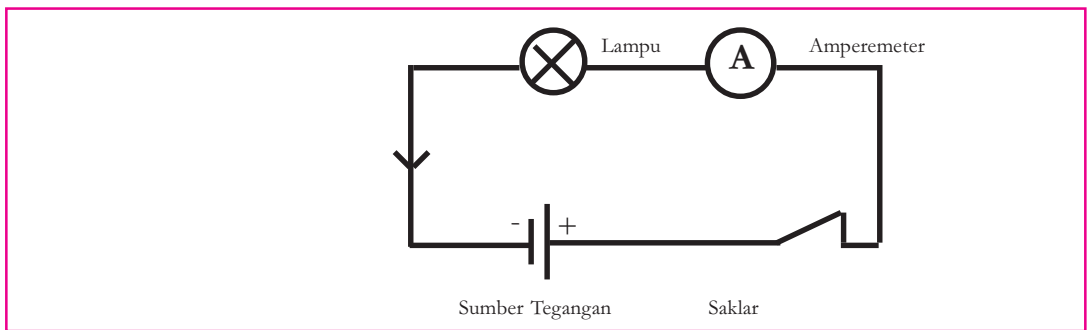 Lampu
A
Amperemeter
- +
Sumber Tegangan
Saklar